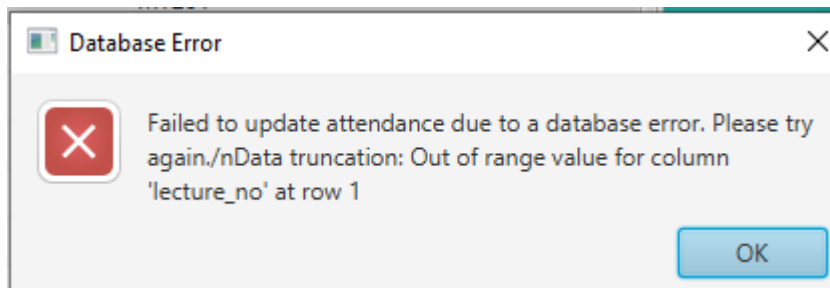 Database Error
Failed to update attendance due to a database error. Please try
again./nData truncation: Out of range value for column
'lecture_no' at row 1
OK